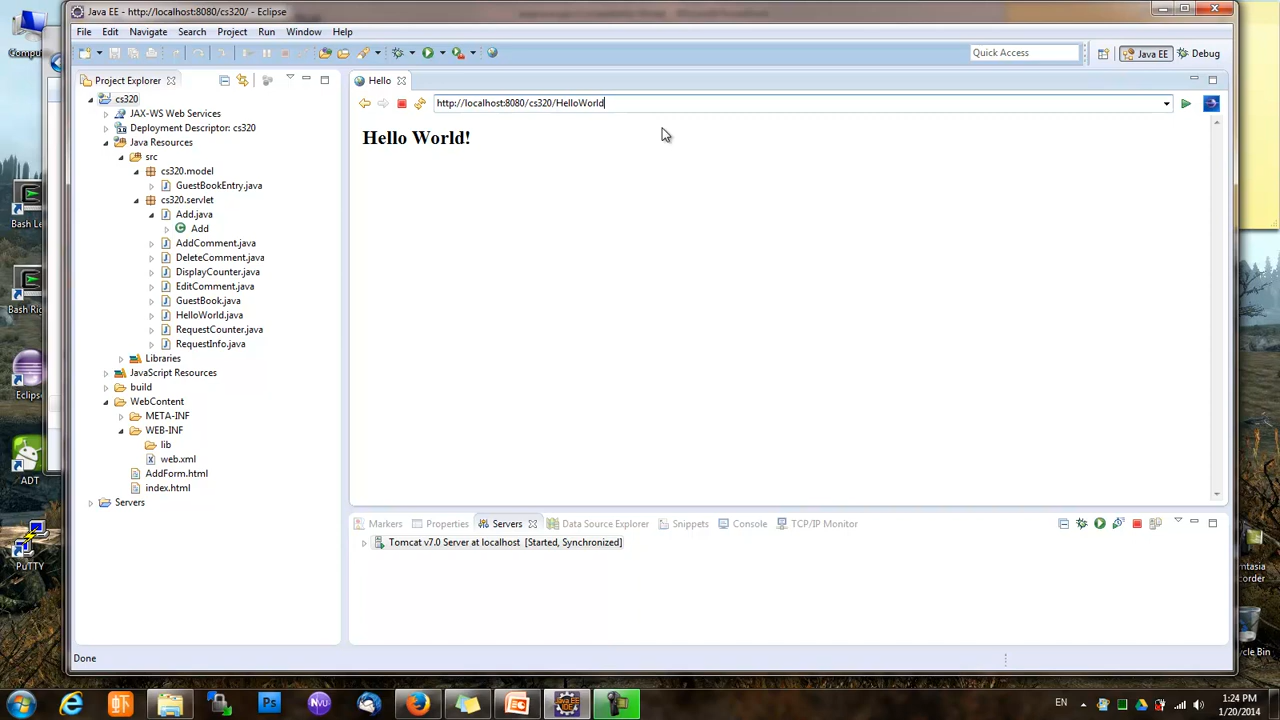 Java EE - http://localhost:8080/cs320/ - Eclipse
File Edit Navigate Search Project Run Window Help
Quick Access
Java EE
Debug
Project Explorer
cs320
JAX-WS Web Services
Deployment Descriptor: cs320
Java Resources
src
cs320.model
GuestBookEntry.java
cs320.servlet
Add.java
Add
AddComment.java
DeleteComment.java
DisplayCounter.java
EditComment.java
GuestBook.java
HelloWorld.java
RequestCounter.java
RequestInfo.java
Libraries
JavaScript Resources
build
WebContent
META-INF
WEB-INF
lib
web.xml
AddForm.html
index.html
Servers
Hello
http://localhost:8080/cs320/HelloWorld
Hello World!
Markers Properties Servers Data Source Explorer Snippets Console TCP/IP Monitor
Tomcat v7.0 Server at localhost [Started, Synchronized]
Done
Bash
Bash
ADT
PuTTY
EN
1:24 PM
1/20/2014